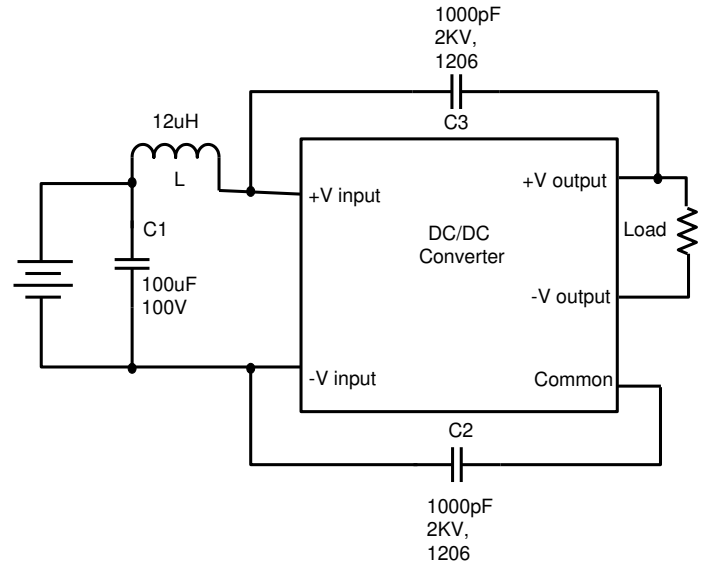 1000pF
2KV,
1206
C3
12uH
L
+V input
+V output
C1
DC/DC
Converter
Load
100uF
100V
-V output
-V input
Common
C2
1000pF
2KV,
1206